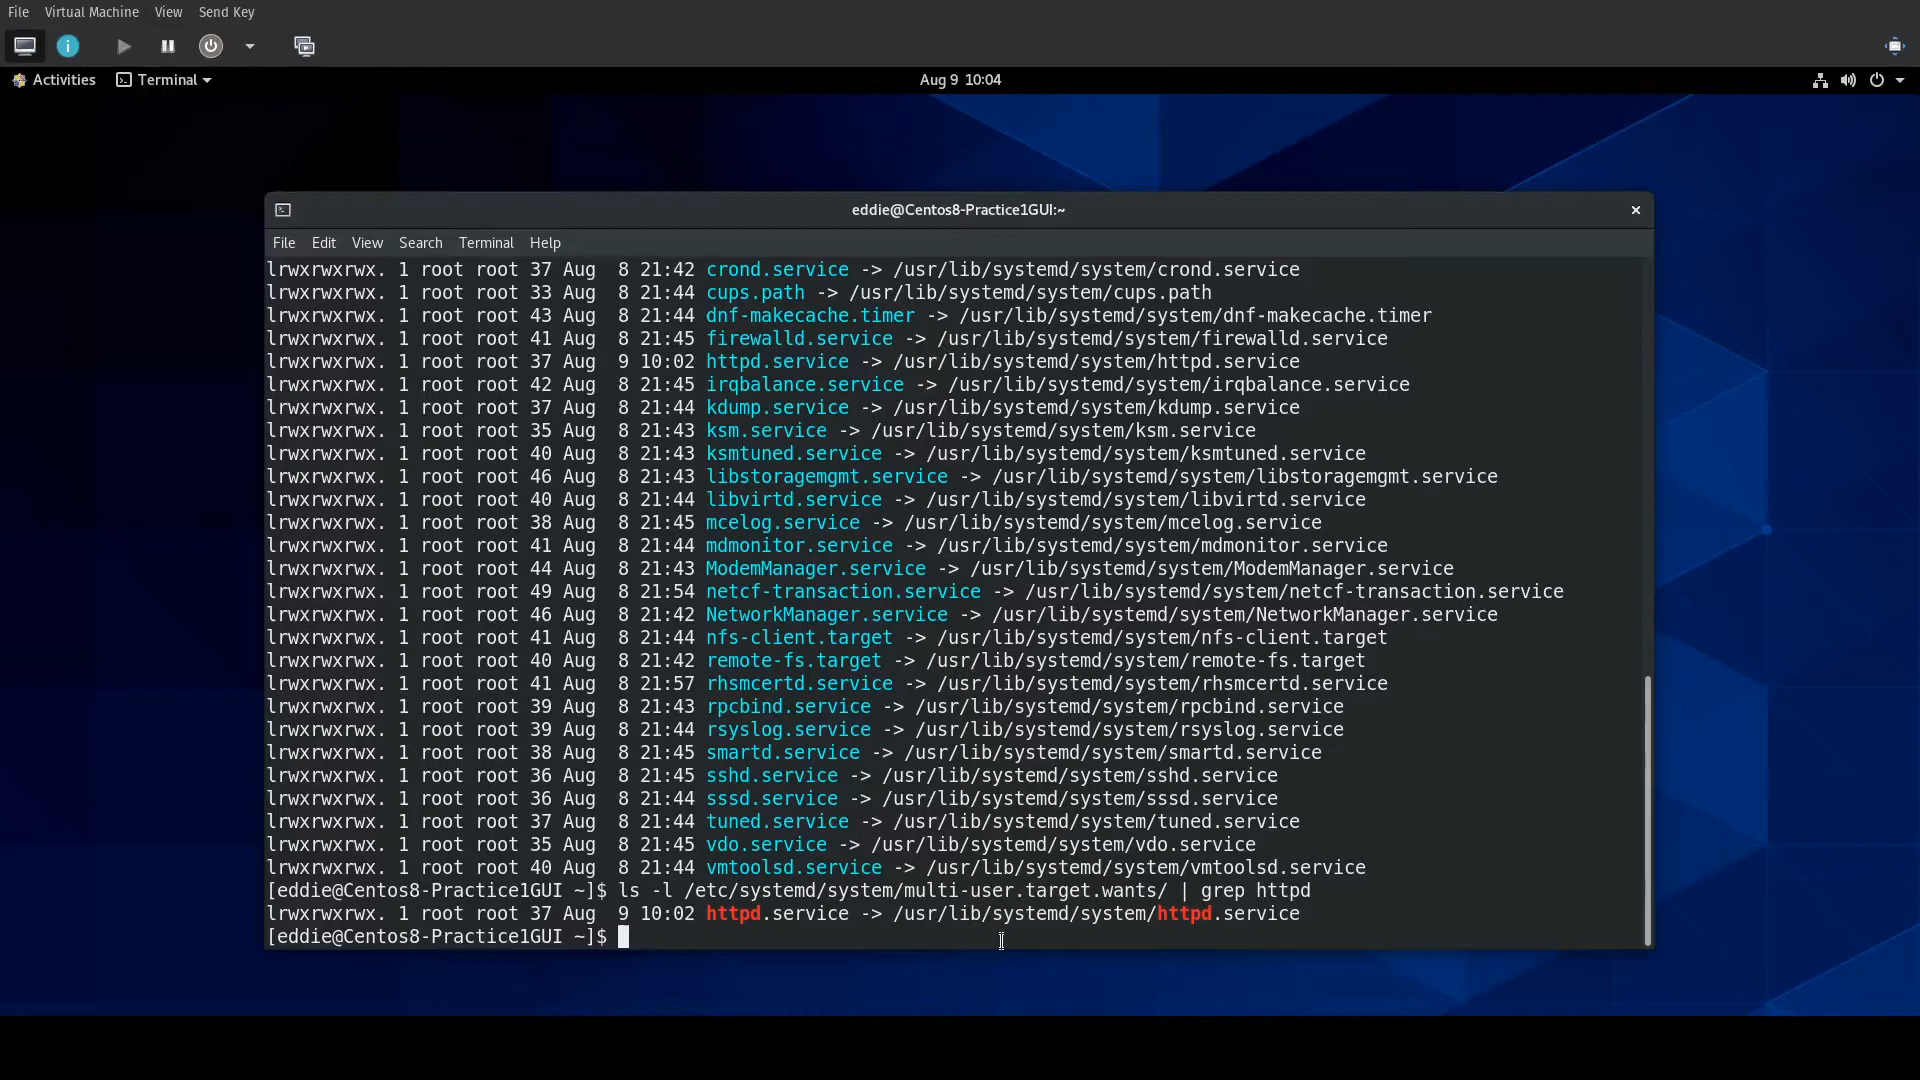 File Virtual Machine View Send Key
Activities Terminal Aug 9 10:04
eddie@Centos8-Practice1GUI:~
File Edit View Search Terminal Help
lrwxrwxrwx. 1 root root 37 Aug  8 21:42 crond.service -> /usr/lib/systemd/system/crond.service
lrwxrwxrwx. 1 root root 33 Aug  8 21:44 cups.path -> /usr/lib/systemd/system/cups.path
lrwxrwxrwx. 1 root root 43 Aug  8 21:44 dnf-makecache.timer -> /usr/lib/systemd/system/dnf-makecache.timer
lrwxrwxrwx. 1 root root 41 Aug  8 21:45 firewalld.service -> /usr/lib/systemd/system/firewalld.service
lrwxrwxrwx. 1 root root 37 Aug  9 10:02 httpd.service -> /usr/lib/systemd/system/httpd.service
lrwxrwxrwx. 1 root root 42 Aug  8 21:45 irqbalance.service -> /usr/lib/systemd/system/irqbalance.service
lrwxrwxrwx. 1 root root 37 Aug  8 21:44 kdump.service -> /usr/lib/systemd/system/kdump.service
lrwxrwxrwx. 1 root root 35 Aug  8 21:43 ksm.service -> /usr/lib/systemd/system/ksm.service
lrwxrwxrwx. 1 root root 40 Aug  8 21:43 ksmtuned.service -> /usr/lib/systemd/system/ksmtuned.service
lrwxrwxrwx. 1 root root 46 Aug  8 21:43 libstoragemgmt.service -> /usr/lib/systemd/system/libstoragemgmt.service
lrwxrwxrwx. 1 root root 40 Aug  8 21:44 libvirtd.service -> /usr/lib/systemd/system/libvirtd.service
lrwxrwxrwx. 1 root root 38 Aug  8 21:45 mcelog.service -> /usr/lib/systemd/system/mcelog.service
lrwxrwxrwx. 1 root root 41 Aug  8 21:44 mdmonitor.service -> /usr/lib/systemd/system/mdmonitor.service
lrwxrwxrwx. 1 root root 44 Aug  8 21:43 ModemManager.service -> /usr/lib/systemd/system/ModemManager.service
lrwxrwxrwx. 1 root root 49 Aug  8 21:54 netcf-transaction.service -> /usr/lib/systemd/system/netcf-transaction.service
lrwxrwxrwx. 1 root root 46 Aug  8 21:42 NetworkManager.service -> /usr/lib/systemd/system/NetworkManager.service
lrwxrwxrwx. 1 root root 41 Aug  8 21:44 nfs-client.target -> /usr/lib/systemd/system/nfs-client.target
lrwxrwxrwx. 1 root root 40 Aug  8 21:42 remote-fs.target -> /usr/lib/systemd/system/remote-fs.target
lrwxrwxrwx. 1 root root 41 Aug  8 21:57 rhsmcertd.service -> /usr/lib/systemd/system/rhsmcertd.service
lrwxrwxrwx. 1 root root 39 Aug  8 21:43 rpcbind.service -> /usr/lib/systemd/system/rpcbind.service
lrwxrwxrwx. 1 root root 39 Aug  8 21:44 rsyslog.service -> /usr/lib/systemd/system/rsyslog.service
lrwxrwxrwx. 1 root root 38 Aug  8 21:45 smartd.service -> /usr/lib/systemd/system/smartd.service
lrwxrwxrwx. 1 root root 36 Aug  8 21:45 sshd.service -> /usr/lib/systemd/system/sshd.service
lrwxrwxrwx. 1 root root 36 Aug  8 21:44 sssd.service -> /usr/lib/systemd/system/sssd.service
lrwxrwxrwx. 1 root root 37 Aug  8 21:44 tuned.service -> /usr/lib/systemd/system/tuned.service
lrwxrwxrwx. 1 root root 35 Aug  8 21:45 vdo.service -> /usr/lib/systemd/system/vdo.service
lrwxrwxrwx. 1 root root 40 Aug  8 21:44 vmtoolsd.service -> /usr/lib/systemd/system/vmtoolsd.service
[eddie@Centos8-Practice1GUI ~]$ ls -l /etc/systemd/system/multi-user.target.wants/ | grep httpd
lrwxrwxrwx. 1 root root 37 Aug  9 10:02 httpd.service -> /usr/lib/systemd/system/httpd.service
[eddie@Centos8-Practice1GUI ~]$